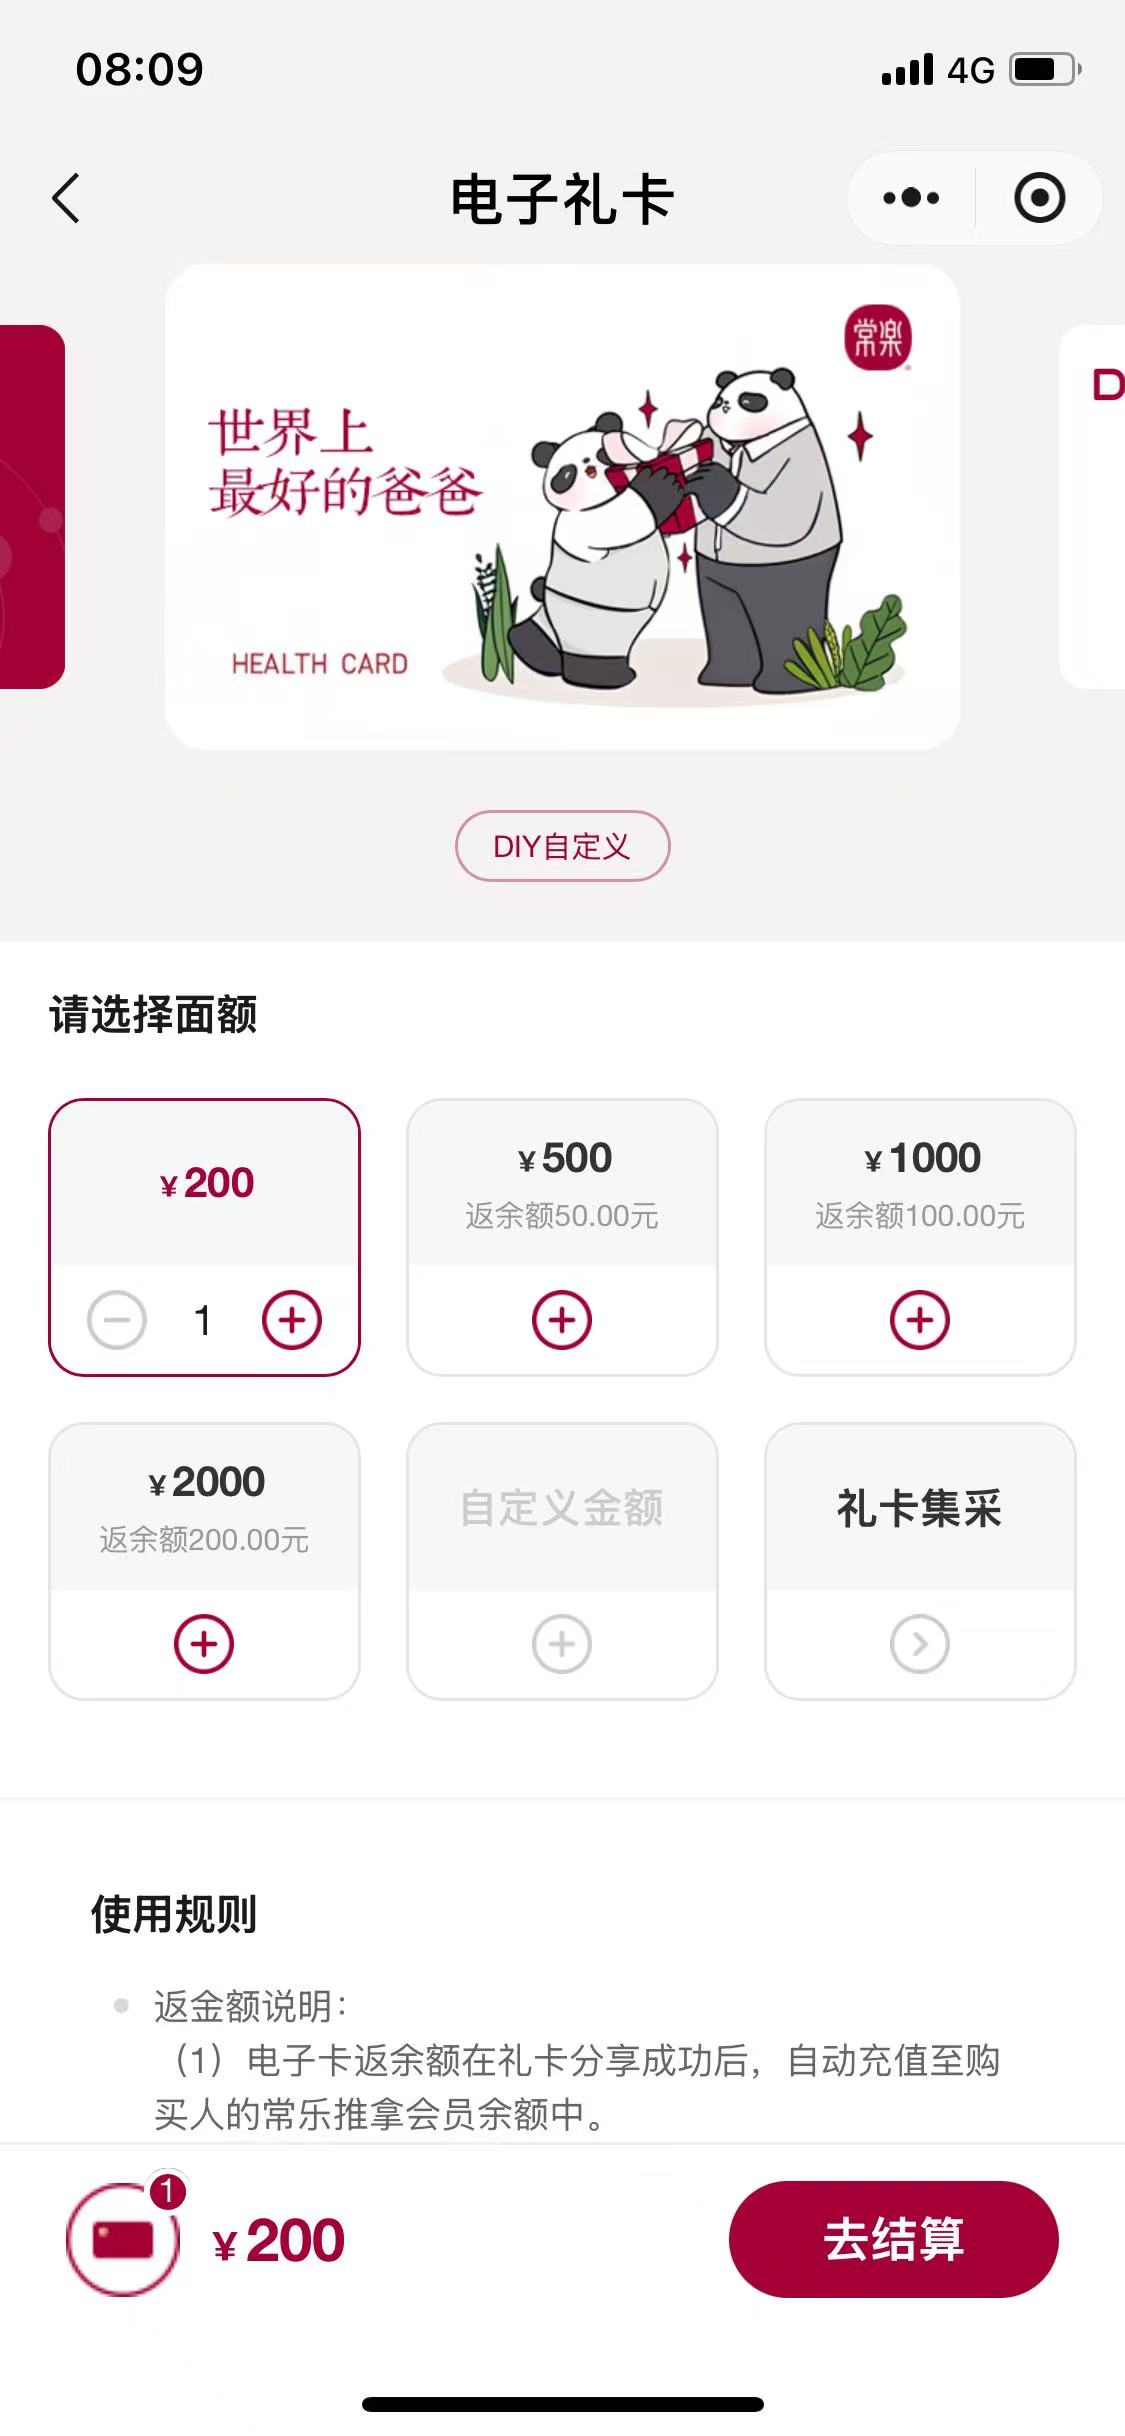 08:09
4G
电子礼卡
常樂
世界上
最好的爸爸
HEALTH CARD
D
DIY自定义
请选择面额
¥200
¥500
¥1000
返余额50.00元
返余额100.00元
1
¥2000
自定义金额
礼卡集采
返余额200.00元
使用规则
返金额说明：
（1）电子卡返余额在礼卡分享成功后，自动充值至购
买人的常乐推拿会员余额中。
1
¥200
去结算